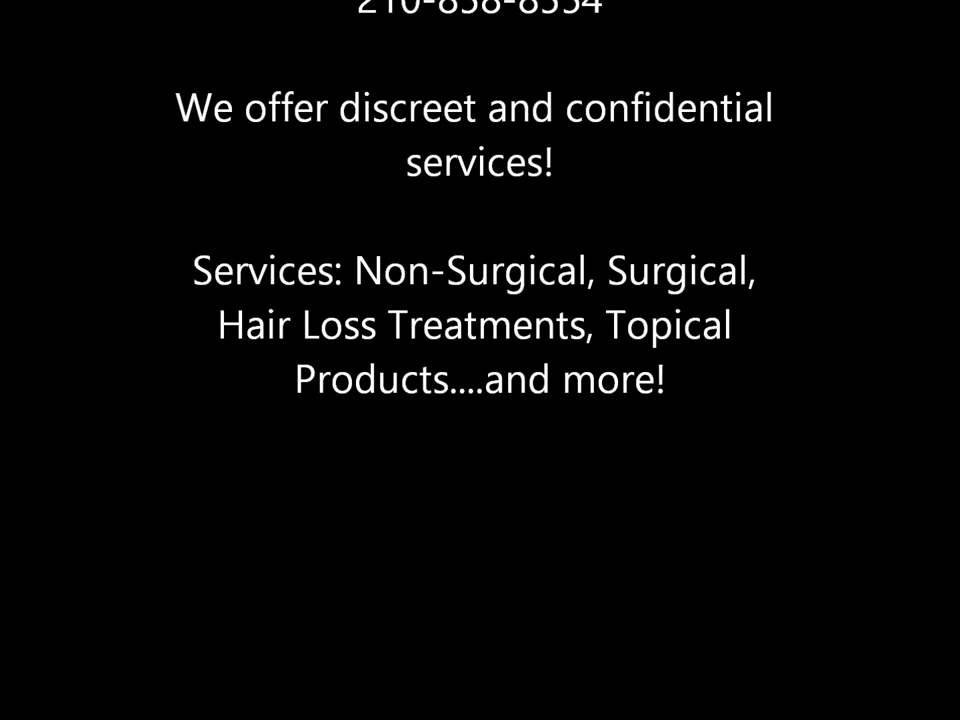 We offer discreet and confidential
services!
Services: Non-Surgical, Surgical,
Hair Loss Treatments, Topical
Products....and more!